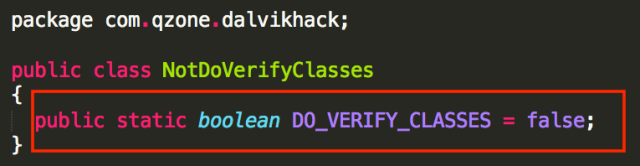 package com.qzone.dalvikhack;
public class NotDoVerifyClasses
{
public static boolean DO_VERIFY_CLASSES = false;
}